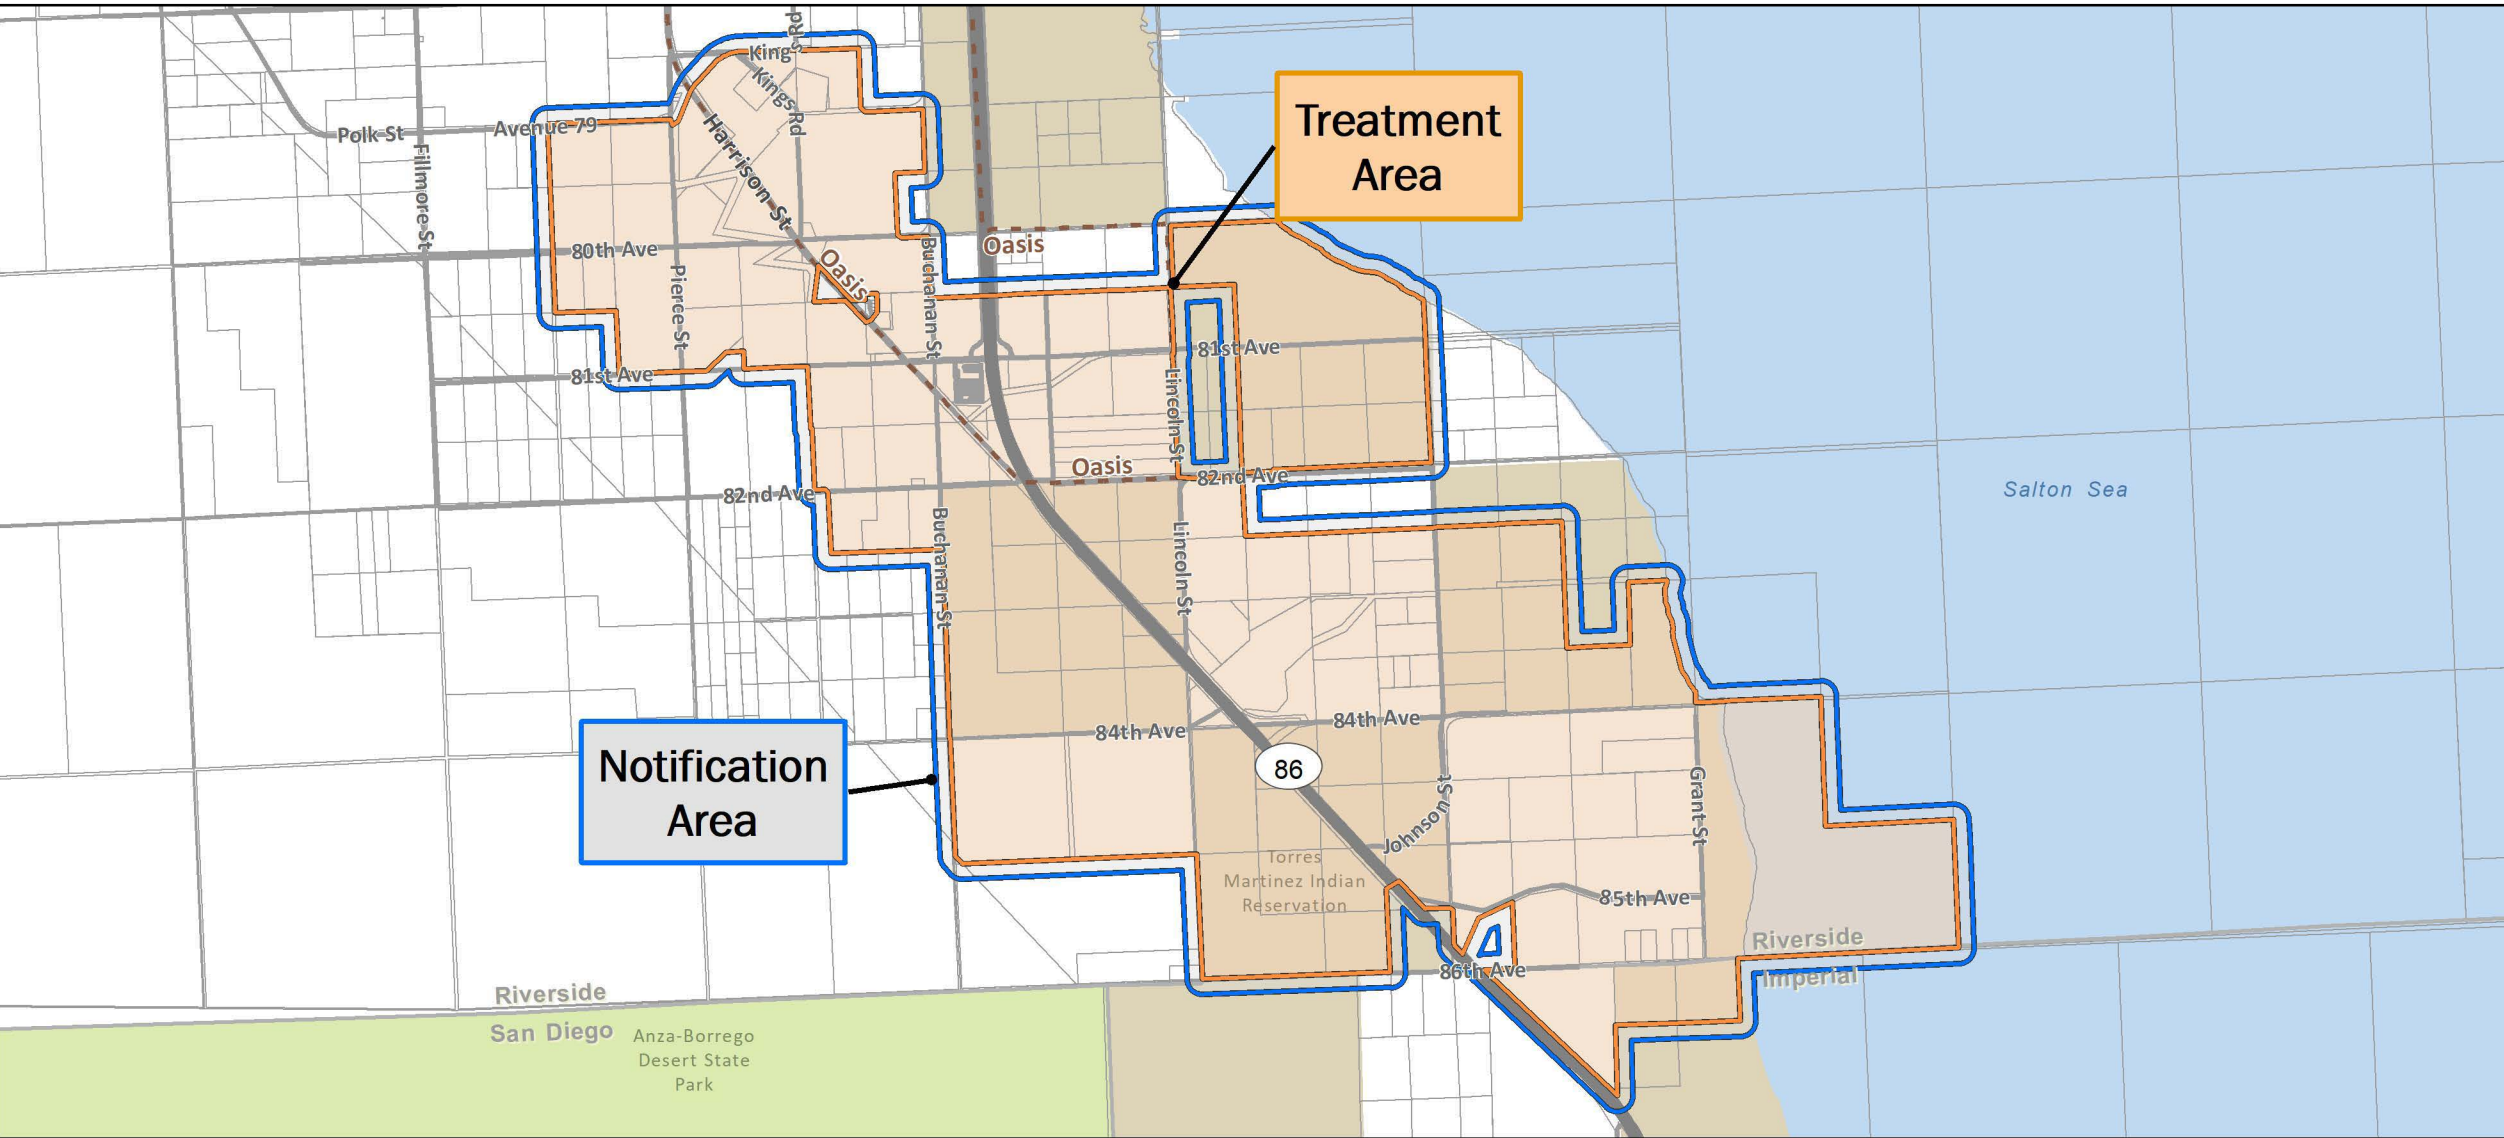 Kings Rd
King
Kings Rd
Treatment
Area
Polk St
Avenue 79
Harrison St
Fillmore St
80th Ave
Oasis
Oasis
Buchanan St
Pierce St
81st Ave
81st Ave
Lincoln St
Oasis
82nd Ave
82nd Ave
Salton Sea
Buchanan St
Lincoln St
84th Ave
84th Ave
Notification
Area
86
Johnson St
Grant St
Torres
Martinez Indian
Reservation
85th Ave
Riverside
Imperial
86th Ave
Riverside
San Diego
Anza-Borrego
Desert State
Park